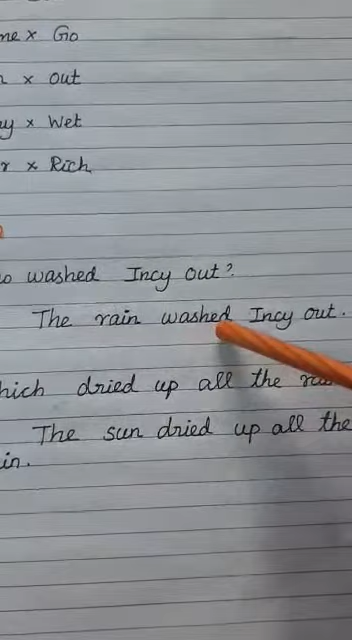 x Go
x out
x Wet
x Rich
washed Incy out?
The rain washed Incy out.
dried up all the
The sun dried up all the